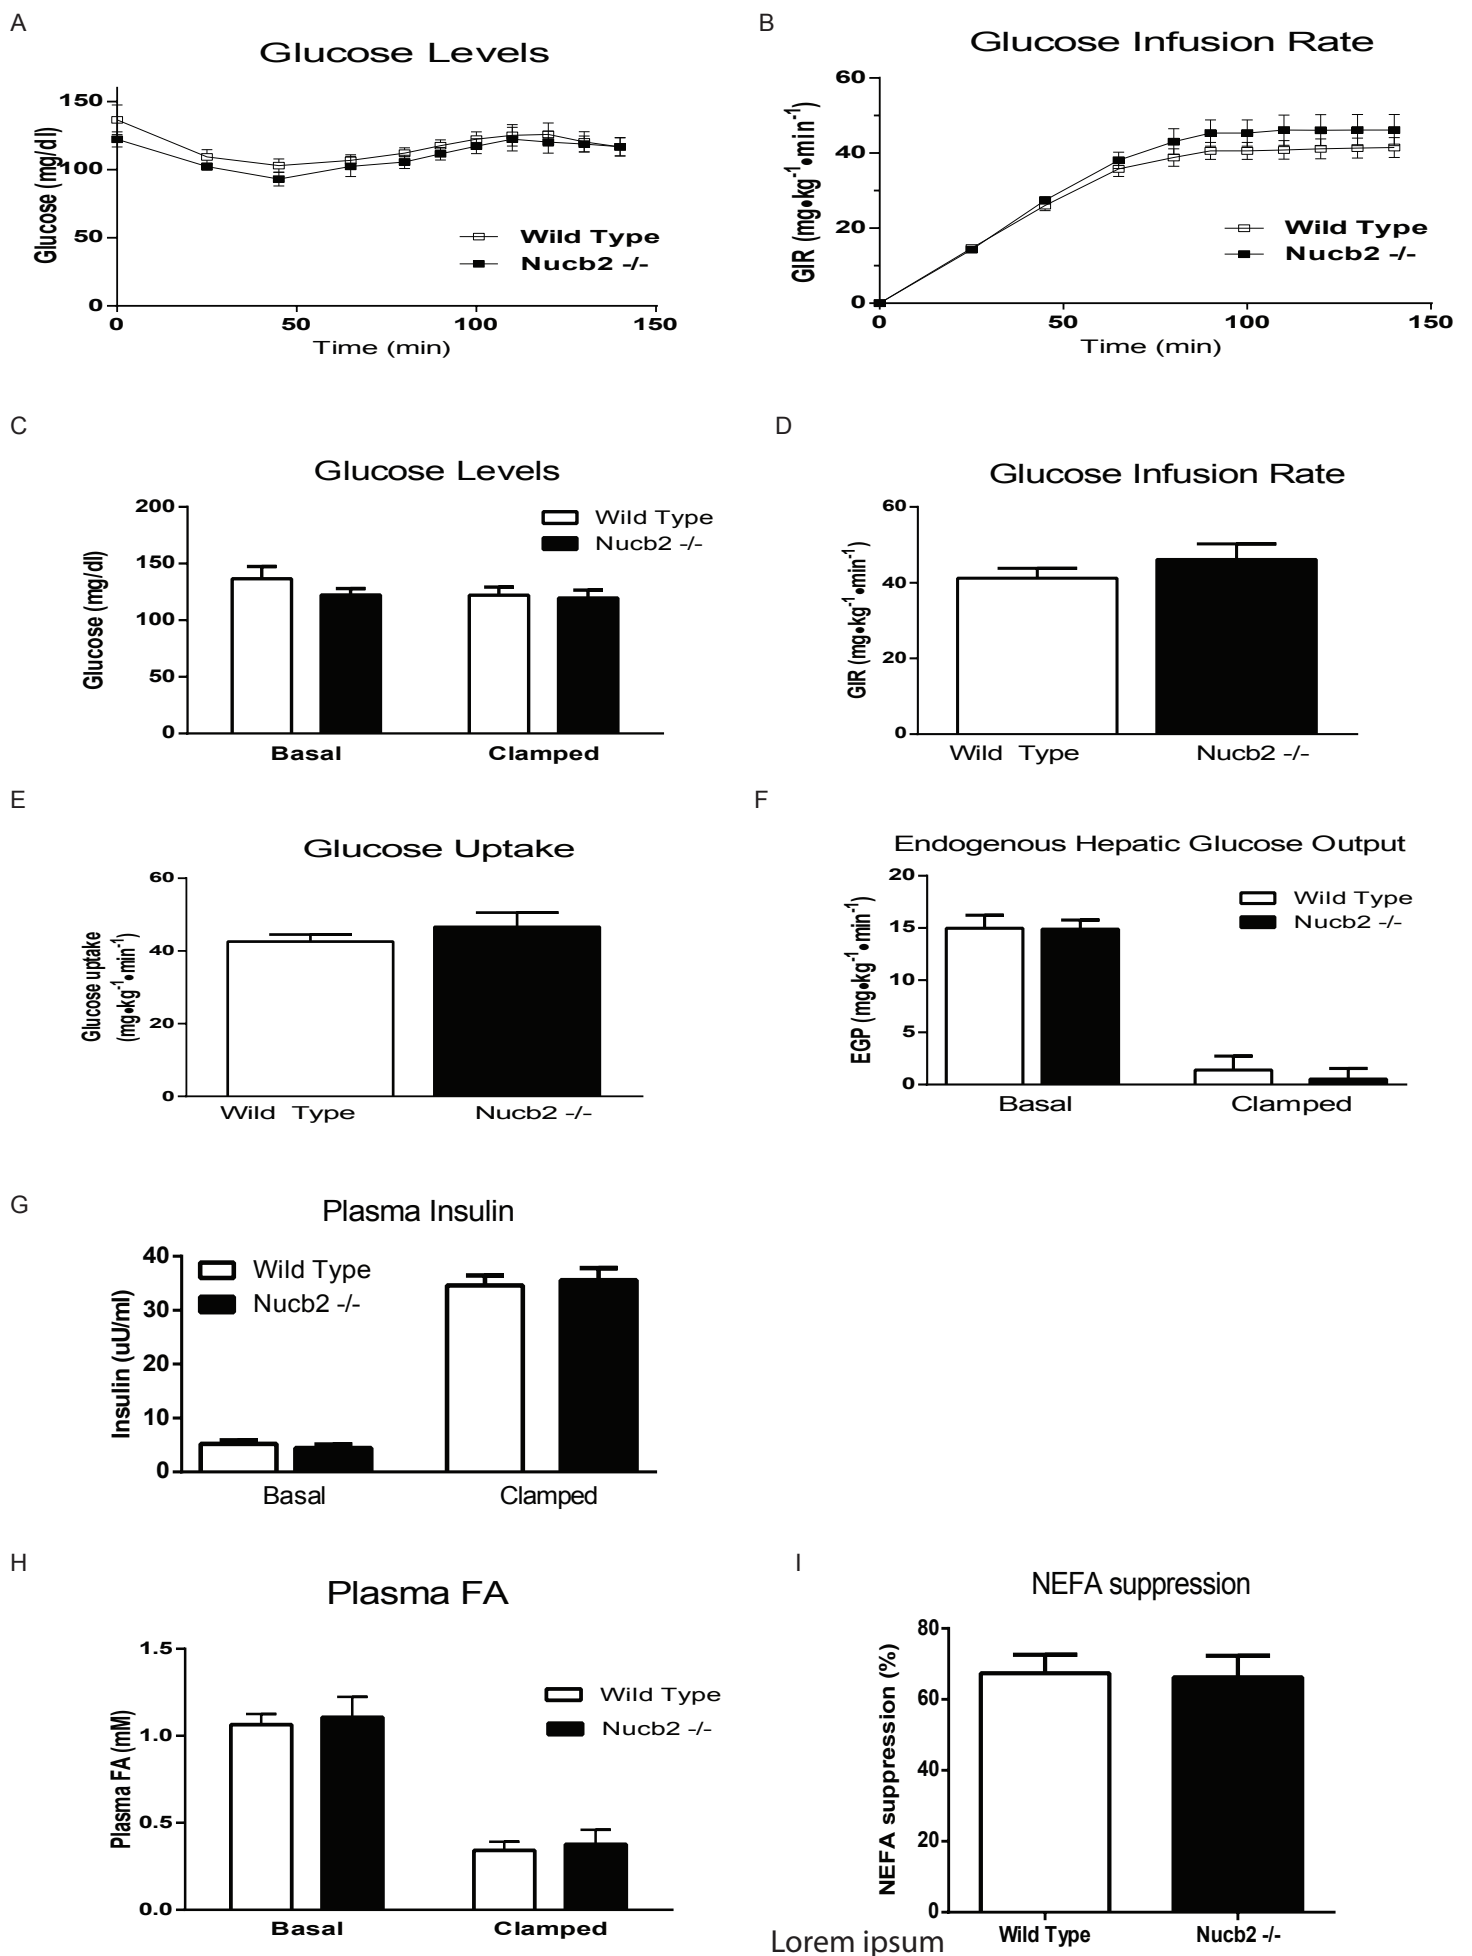 A
Glucose Levels
150
100
50
0
Glucose (mg/dl)
Wild Type
Nucb2 -/-
0 50 100 150
Time (min)
B
Glucose Infusion Rate
60
40
20
0
GIR (mg•kg⁻¹•min⁻¹)
Wild Type
Nucb2 -/-
0 50 100 150
Time (min)
C
Glucose Levels
200
150
100
50
0
Glucose (mg/dl)
Wild Type
Nucb2 -/-
Basal Clamped
D
Glucose Infusion Rate
60
40
20
0
GIR (mg•kg⁻¹•min⁻¹)
Wild Type Nucb2 -/-
E
Glucose Uptake
60
40
20
0
Glucose uptake
(mg•kg⁻¹•min⁻¹)
Wild Type Nucb2 -/-
F
Endogenous Hepatic Glucose Output
20
15
10
5
0
EGP (mg•kg⁻¹•min⁻¹)
Wild Type
Nucb2 -/-
Basal Clamped
G
Plasma Insulin
40
30
20
10
0
Insulin (uU/ml)
Wild Type
Nucb2 -/-
Basal Clamped
H
Plasma FA
1.5
1.0
0.5
0.0
Plasma FA (mM)
Wild Type
Nucb2 -/-
Basal Clamped
I
NEFA suppression
80
60
40
20
0
NEFA suppression (%)
Wild Type Nucb2 -/-
Lorem ipsum